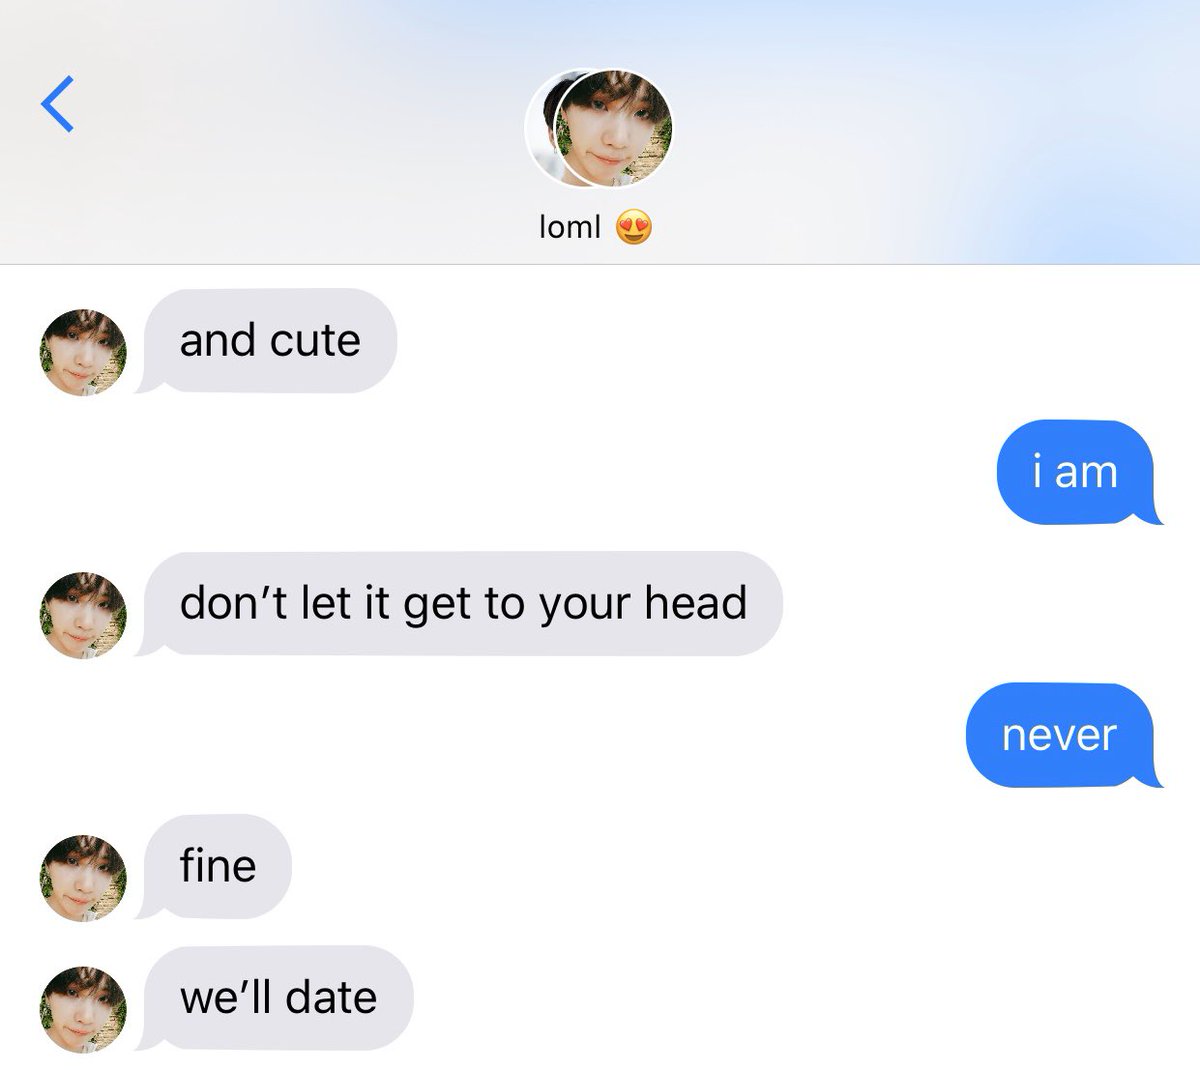 loml 😍
and cute
i am
don’t let it get to your head
never
fine
we’ll date